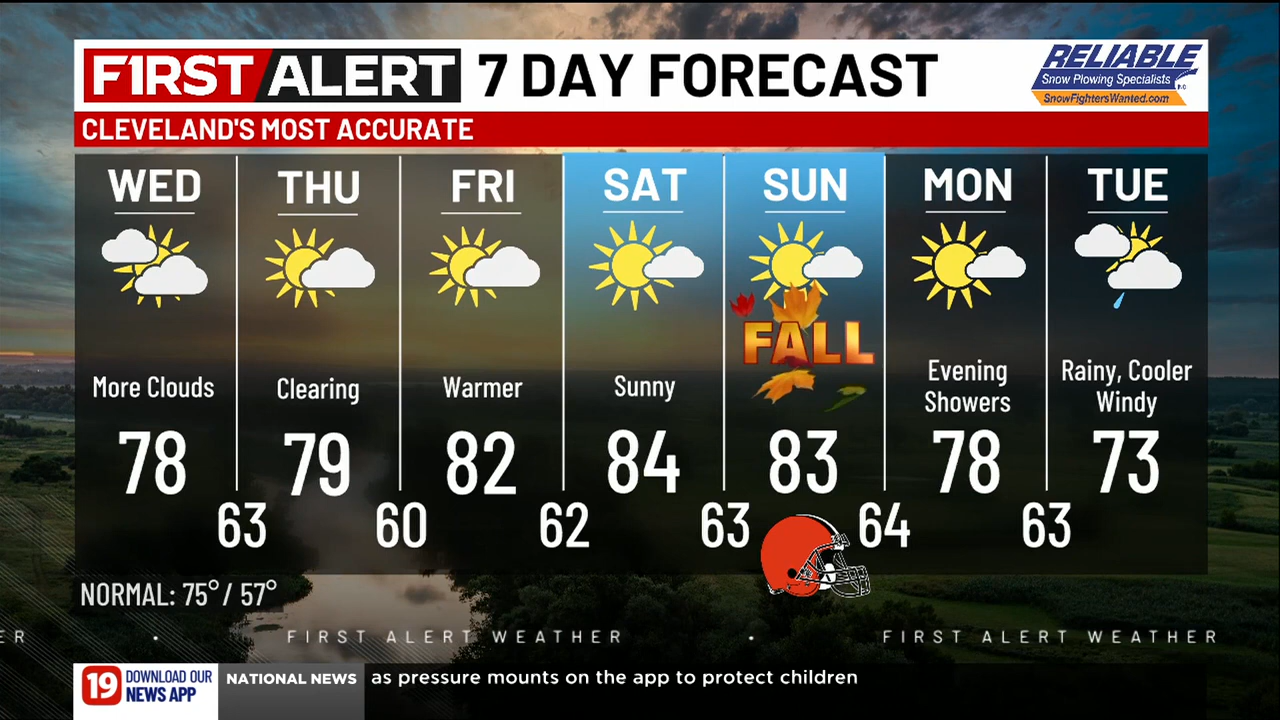 FIRST ALERT 7 DAY FORECAST
RELIABLE
Snow Plowing Specialists
INC
SnowFightersWanted.com
CLEVELAND'S MOST ACCURATE
WED THU FRI SAT SUN MON TUE
FALL
More Clouds
Clearing
Warmer
Sunny
Evening
Showers
Rainy, Cooler
Windy
78 79 82 84 83 78 73
63 60 62 63 64 63
NORMAL: 75°/ 57°
ER • FIRST ALERT WEATHER • FIRST ALERT WEATHER
19 DOWNLOAD OUR
NEWS APP
NATIONAL NEWS as pressure mounts on the app to protect children